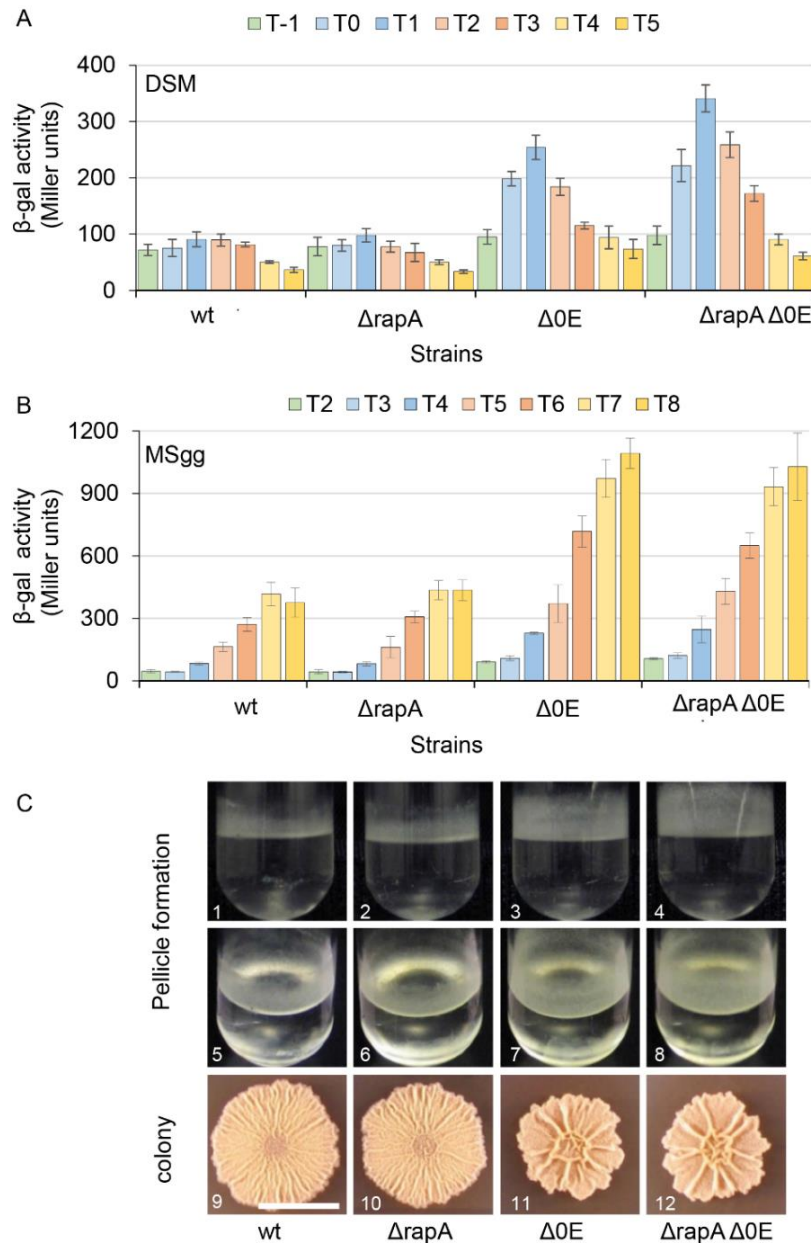 A
T-1 T0 T1 T2 T3 T4 T5
400
DSM
300
200
100
0
β-gal activity
(Miller units)
wt ΔrapA Δ0E ΔrapA Δ0E
Strains
B
T2 T3 T4 T5 T6 T7 T8
1200
MSgg
900
600
300
0
β-gal activity
(Miller units)
wt ΔrapA Δ0E ΔrapA Δ0E
Strains
C
Pellicle formation
1 2 3 4
5 6 7 8
colony
9 10 11 12
wt ΔrapA Δ0E ΔrapA Δ0E